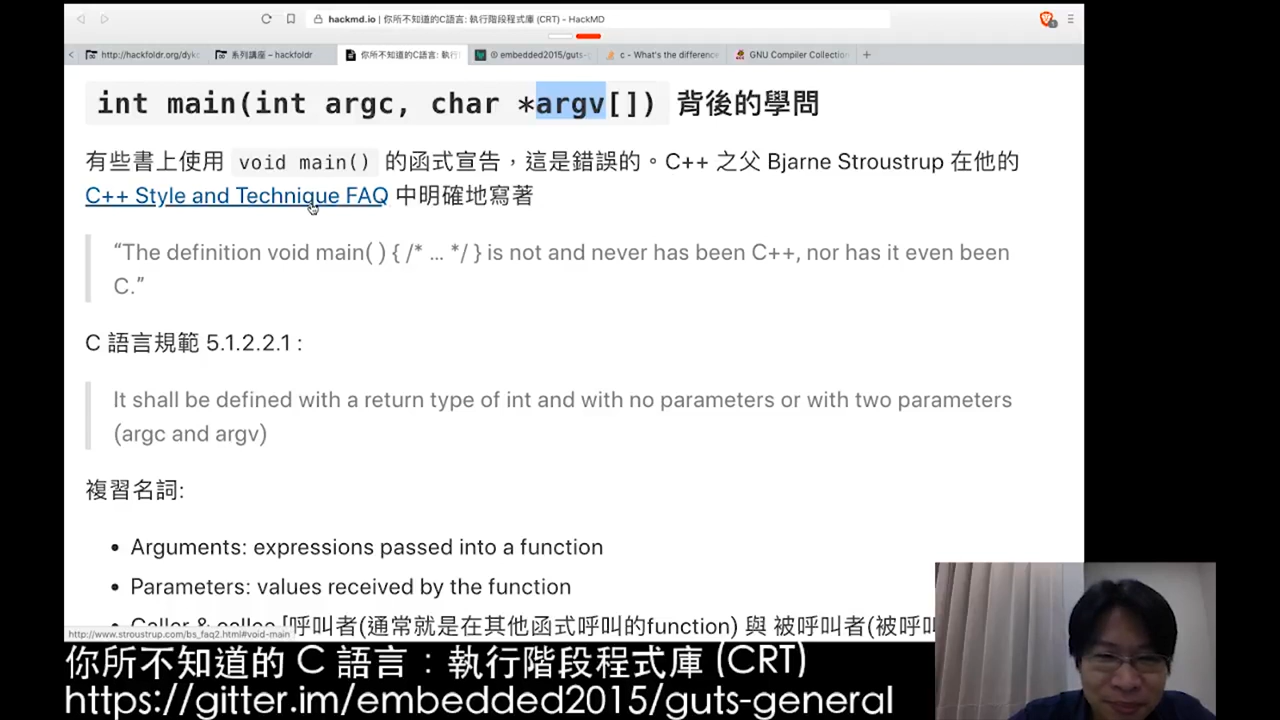 hackmd.io | 你所不知道的C語言: 執行階段程式庫 (CRT) - HackMD
http://hackfoldr.org/dykc
系列講座 – hackfoldr
你所不知道的C語言: 執行
embedded2015/guts-g
c - What's the difference
GNU Compiler Collection
int main(int argc, char *argv[]) 背後的學問
有些書上使用 void main() 的函式宣告，這是錯誤的。C++ 之父 Bjarne Stroustrup 在他的
C++ Style and Technique FAQ 中明確地寫著
“The definition void main( ) { /* … */ } is not and never has been C++, nor has it even been
C.”
C 語言規範 5.1.2.2.1 :
It shall be defined with a return type of int and with no parameters or with two parameters
(argc and argv)
複習名詞:
• Arguments: expressions passed into a function
• Parameters: values received by the function
• Caller & callee [呼叫者(通常就是在其他函式呼叫的function) 與 被呼叫者(被呼叫
http://www.stroustrup.com/bs_faq2.html#void-main
你所不知道的 C 語言：執行階段程式庫 (CRT)
https://gitter.im/embedded2015/guts-general